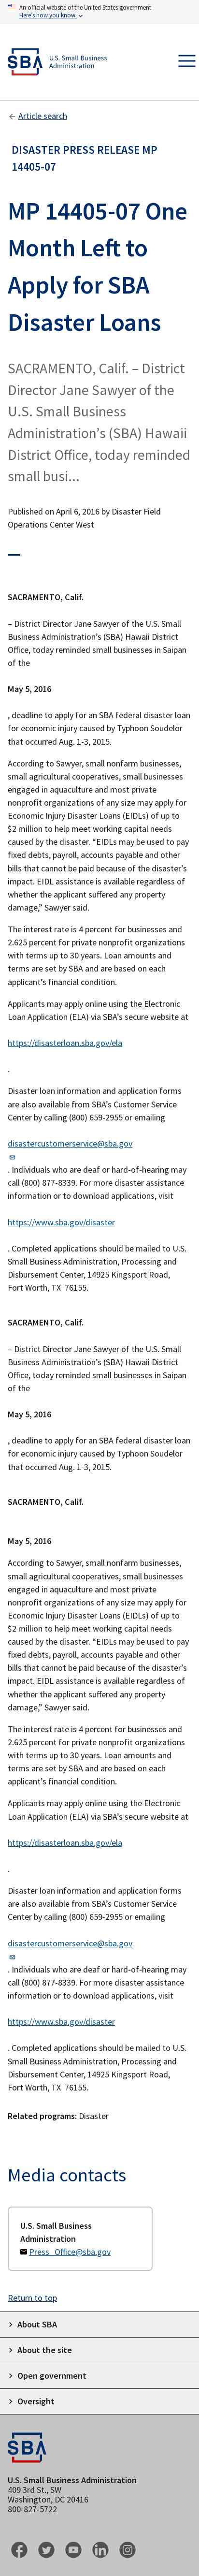 An official website of the United States government
Here's how you know
SBA U.S. Small Business
Administration
Article search
DISASTER PRESS RELEASE MP
14405-07
MP 14405-07 One
Month Left to
Apply for SBA
Disaster Loans
SACRAMENTO, Calif. – District
Director Jane Sawyer of the
U.S. Small Business
Administration's (SBA) Hawaii
District Office, today reminded
small busi...
Published on April 6, 2016 by Disaster Field
Operations Center West
SACRAMENTO, Calif.
– District Director Jane Sawyer of the U.S. Small
Business Administration's (SBA) Hawaii District
Office, today reminded small businesses in Saipan
of the
May 5, 2016
, deadline to apply for an SBA federal disaster loan
for economic injury caused by Typhoon Soudelor
that occurred Aug. 1-3, 2015.
According to Sawyer, small nonfarm businesses,
small agricultural cooperatives, small businesses
engaged in aquaculture and most private
nonprofit organizations of any size may apply for
Economic Injury Disaster Loans (EIDLs) of up to
$2 million to help meet working capital needs
caused by the disaster. “EIDLs may be used to pay
fixed debts, payroll, accounts payable and other
bills that cannot be paid because of the disaster's
impact. EIDL assistance is available regardless of
whether the applicant suffered any property
damage,” Sawyer said.
The interest rate is 4 percent for businesses and
2.625 percent for private nonprofit organizations
with terms up to 30 years. Loan amounts and
terms are set by SBA and are based on each
applicant's financial condition.
Applicants may apply online using the Electronic
Loan Application (ELA) via SBA's secure website at
https://disasterloan.sba.gov/ela
.
Disaster loan information and application forms
are also available from SBA's Customer Service
Center by calling (800) 659-2955 or emailing
disastercustomerservice@sba.gov
. Individuals who are deaf or hard-of-hearing may
call (800) 877-8339. For more disaster assistance
information or to download applications, visit
https://www.sba.gov/disaster
. Completed applications should be mailed to U.S.
Small Business Administration, Processing and
Disbursement Center, 14925 Kingsport Road,
Fort Worth, TX 76155.
SACRAMENTO, Calif.
– District Director Jane Sawyer of the U.S. Small
Business Administration's (SBA) Hawaii District
Office, today reminded small businesses in Saipan
of the
May 5, 2016
, deadline to apply for an SBA federal disaster loan
for economic injury caused by Typhoon Soudelor
that occurred Aug. 1-3, 2015.
SACRAMENTO, Calif.
May 5, 2016
According to Sawyer, small nonfarm businesses,
small agricultural cooperatives, small businesses
engaged in aquaculture and most private
nonprofit organizations of any size may apply for
Economic Injury Disaster Loans (EIDLs) of up to
$2 million to help meet working capital needs
caused by the disaster. “EIDLs may be used to pay
fixed debts, payroll, accounts payable and other
bills that cannot be paid because of the disaster's
impact. EIDL assistance is available regardless of
whether the applicant suffered any property
damage,” Sawyer said.
The interest rate is 4 percent for businesses and
2.625 percent for private nonprofit organizations
with terms up to 30 years. Loan amounts and
terms are set by SBA and are based on each
applicant's financial condition.
Applicants may apply online using the Electronic
Loan Application (ELA) via SBA's secure website at
https://disasterloan.sba.gov/ela
.
Disaster loan information and application forms
are also available from SBA's Customer Service
Center by calling (800) 659-2955 or emailing
disastercustomerservice@sba.gov
. Individuals who are deaf or hard-of-hearing may
call (800) 877-8339. For more disaster assistance
information or to download applications, visit
https://www.sba.gov/disaster
. Completed applications should be mailed to U.S.
Small Business Administration, Processing and
Disbursement Center, 14925 Kingsport Road,
Fort Worth, TX 76155.
Related programs: Disaster
Media contacts
U.S. Small Business
Administration
Press_Office@sba.gov
Return to top
About SBA
About the site
Open government
Oversight
SBA
U.S. Small Business Administration
409 3rd St., SW
Washington, DC 20416
800-827-5722